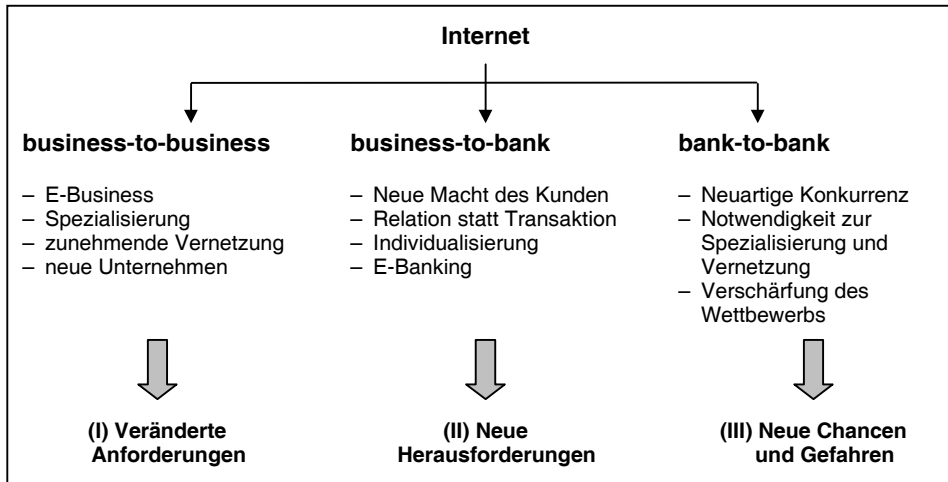 Internet
business-to-business
– E-Business
– Spezialisierung
– zunehmende Vernetzung
– neue Unternehmen
(I) Veränderte
Anforderungen
business-to-bank
– Neue Macht des Kunden
– Relation statt Transaktion
– Individualisierung
– E-Banking
(II) Neue
Herausforderungen
bank-to-bank
– Neuartige Konkurrenz
– Notwendigkeit zur
Spezialisierung und
Vernetzung
– Verschärfung des
Wettbewerbs
(III) Neue Chancen
und Gefahren